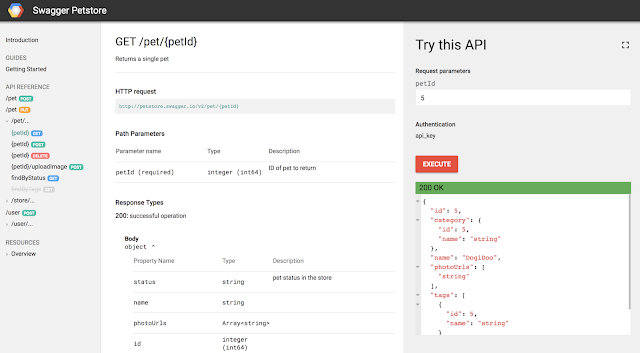 Swagger Petstore
Introduction
GUIDES
Getting Started
API REFERENCE
/pet POST
/pet PUT
/pet/...
{petId} GET
{petId} POST
{petId} DELETE
{petId}/uploadImage POST
findByStatus GET
findByTags GET
/store/...
/user POST
/user/...
RESOURCES
Overview
GET /pet/{petId}
Returns a single pet
HTTP request
http://petstore.swagger.io/v2/pet/{petId}
Path Parameters
Parameter name Type Description
petId (required) integer (int64) ID of pet to return
Response Types
200: successful operation
Body
object ^
Property Name Type Description
status string pet status in the store
name string
photoUrls Array<string>
id integer
(int64)
Try this API
Request parameters
petId
5
Authentication
api_key
EXECUTE
200 OK
{
"id": 5,
"category": {
"id": 5,
"name": "string"
},
"name": "DogiDoo",
"photoUrls": [
"string"
],
"tags": [
{
"id": 5,
"name": "string"
}